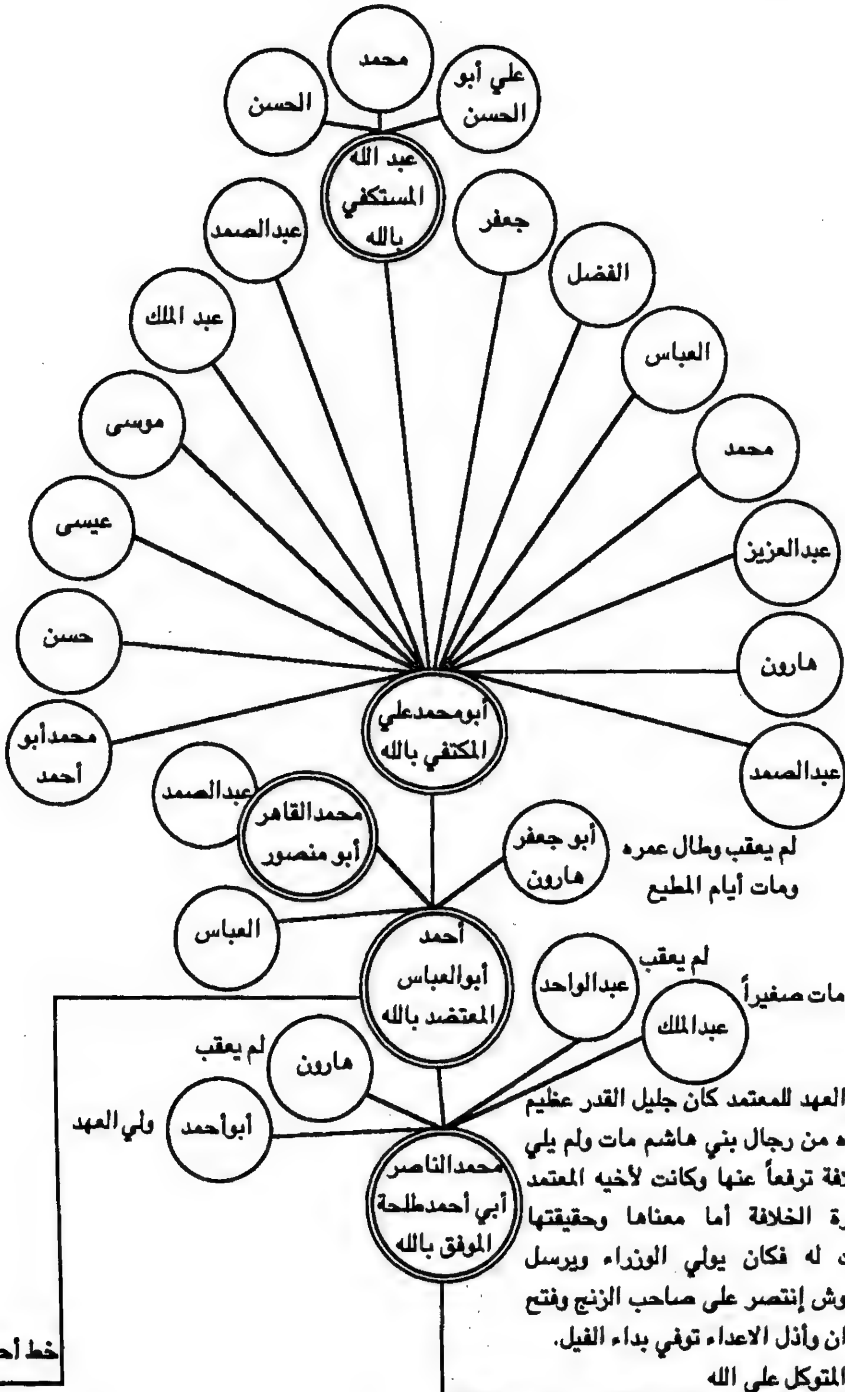 محمد
علي أبو
الحسن
الحسن
عبد الله
المستكفي
بالله
جعفر
عبدالصمد
الفضل
عبد الملك
العباس
موسى
محمد
عيسى
عبدالعزيز
حسن
هارون
محمدأبو
أحمد
أبومحمدعلي
المكتفي بالله
عبدالصمد
عبدالصمد
محمدالقاهر
أبو منصور
أبو جعفر
هارون
لم يعقب وطال عمره
ومات أيام المطيع
العباس
أحمد
أبوالعباس
المعتضد بالله
لم يعقب
عبدالواحد
مات صغيراً
عبدالملك
لم يعقب
هارون
ولي العهد
أبوأحمد
محمدالناصر
أبي أحمدطلحة
الموفق بالله
العهد للمعتمد كان جليل القدر عظيم
من رجال بني هاشم مات ولم يلي
ترفعاً عنها وكانت لأخيه المعتمد
الخلافة أما معناها وحقيقتها
له فكان يولي الوزراء ويرسل
إنتصر على صاحب الزنج وفتح
وأذل الاعداء توفي بداء الفيل.
المتوكل على الله
خط